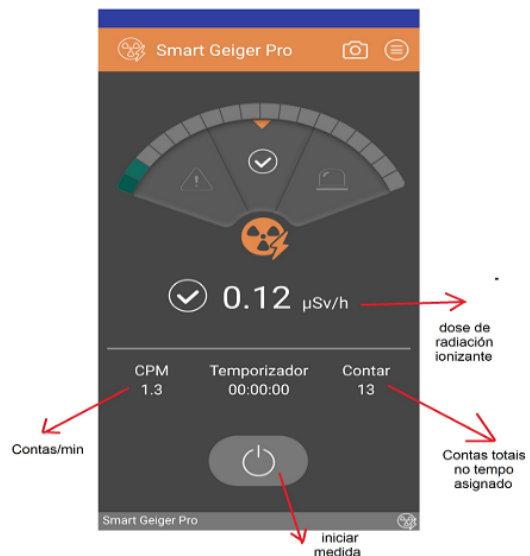 Smart Geiger Pro
0.12 μSv/h
dose de
radiación
ionizante
CPM
1.3
Temporizador
00:00:00
Contar
13
Contas/min
Contas totais
no tempo
asignado
Smart Geiger Pro
iniciar
medida